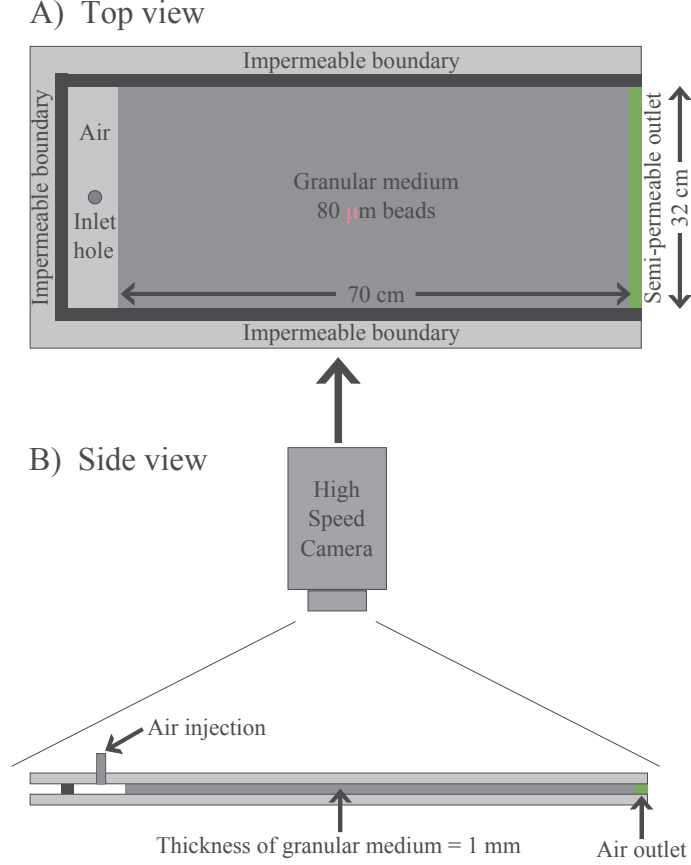 A) Top view
Impermeable boundary
Impermeable boundary
Air
Inlet
hole
Granular medium
80 μm beads
70 cm
Semi-permeable outlet
32 cm
Impermeable boundary
B) Side view
High
Speed
Camera
Air injection
Thickness of granular medium = 1 mm
Air outlet